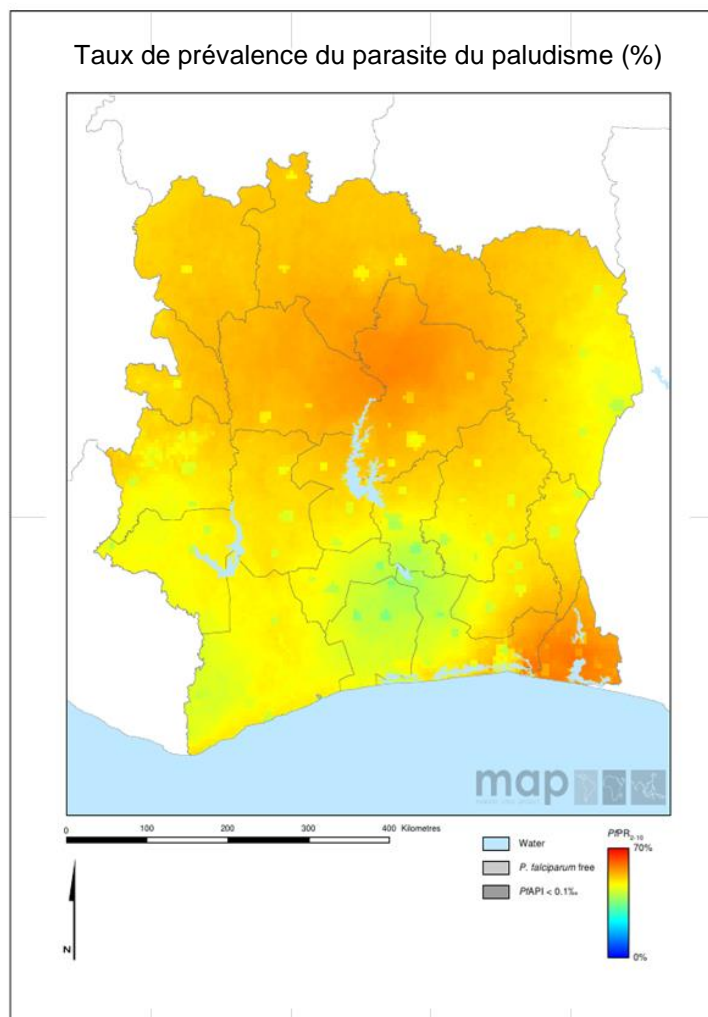 Taux de prévalence du parasite du paludisme (%)
map
0 100 200 300 400 Kilometres
N
Water
P. falciparum free
PfAPI < 0.1‰
PfPR2-10
70%
0%